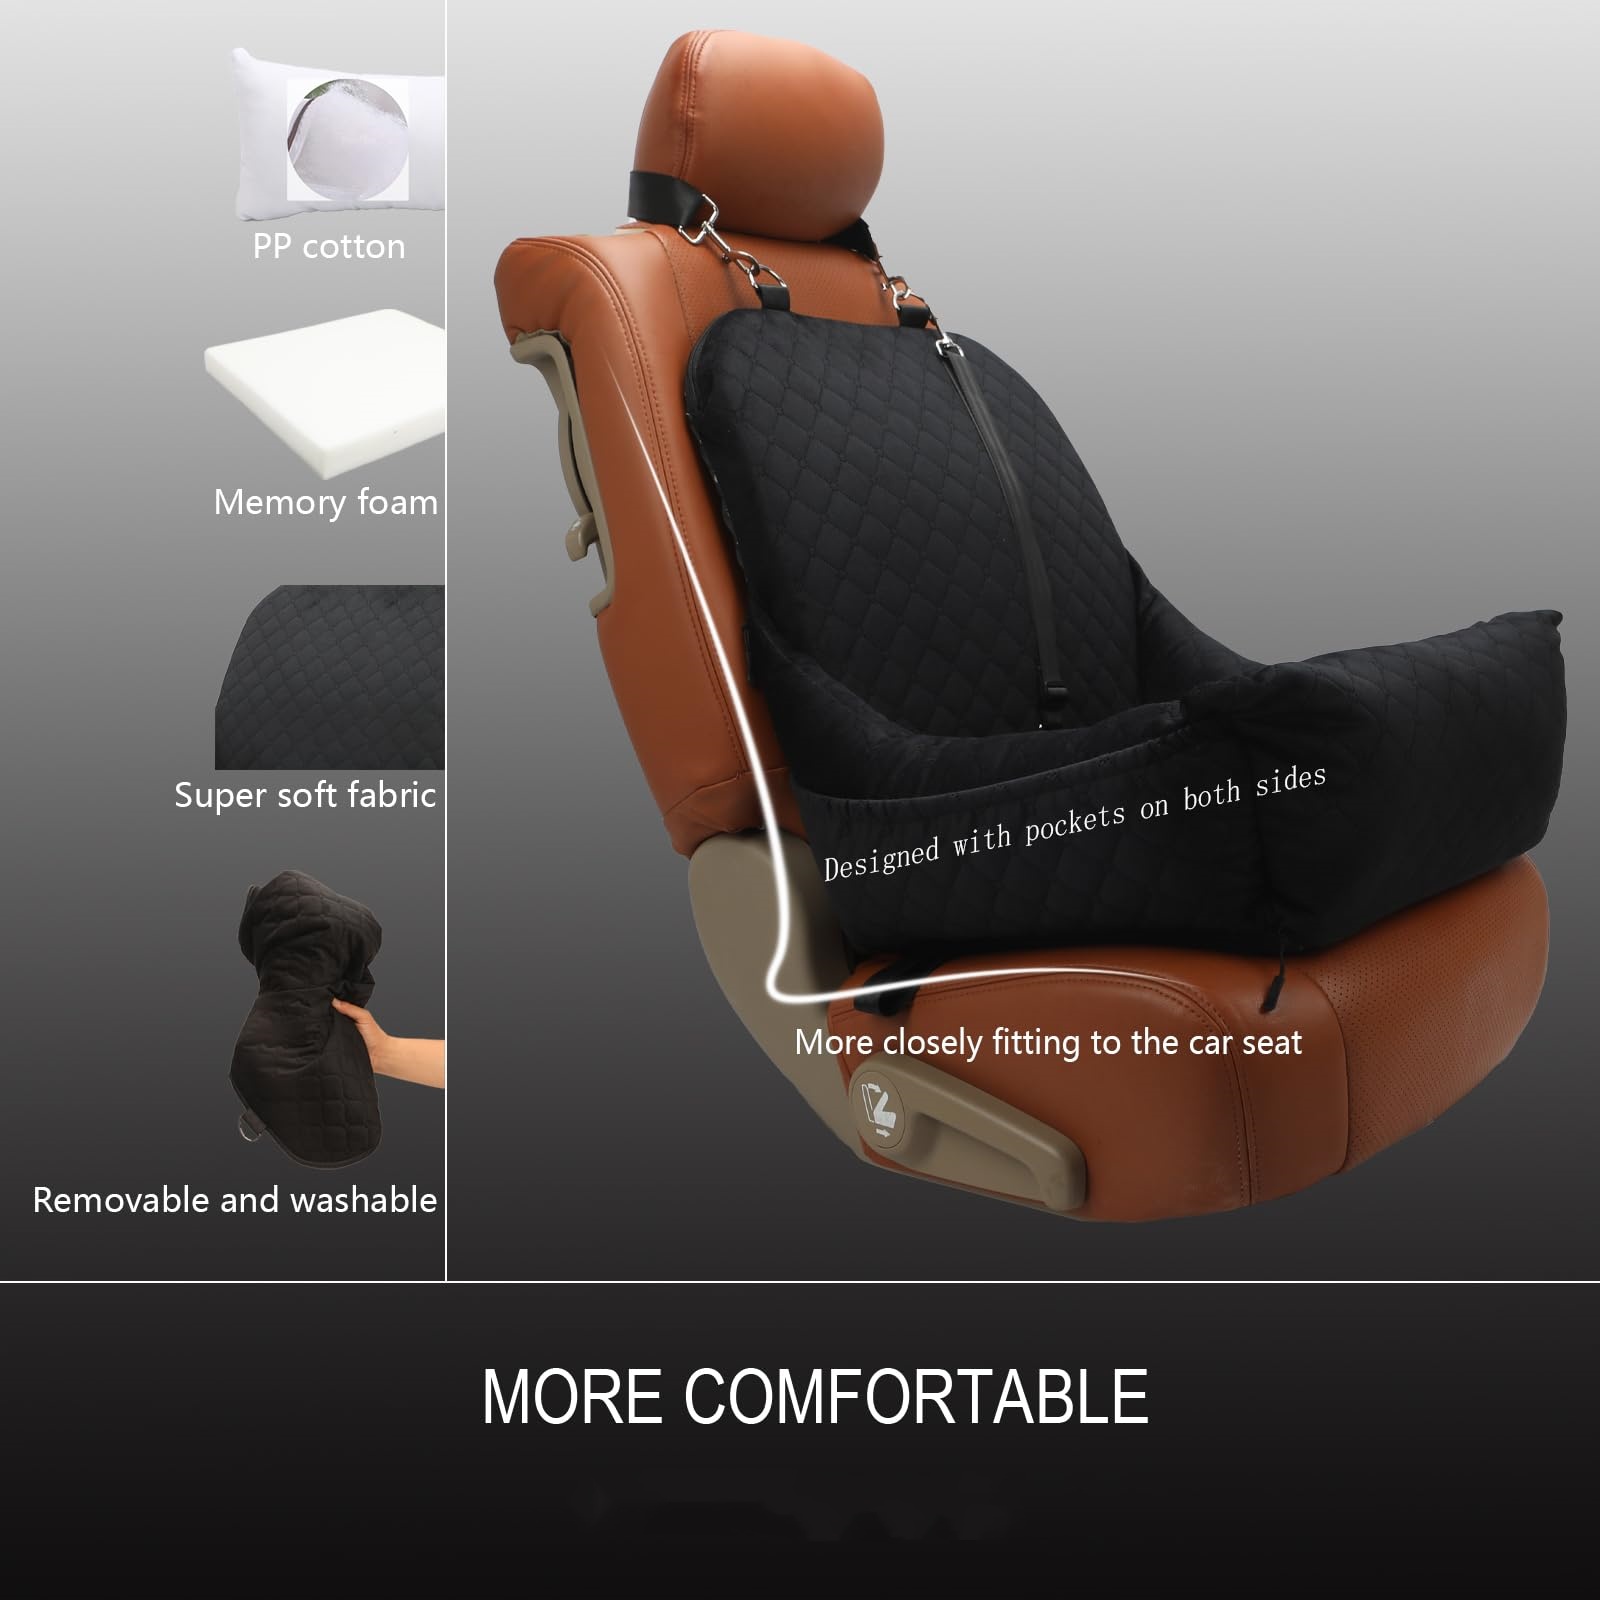 PP cotton
Memory foam
Super soft fabric
Removable and washable
Designed with pockets on both sides
More closely fitting to the car seat
MORE COMFORTABLE